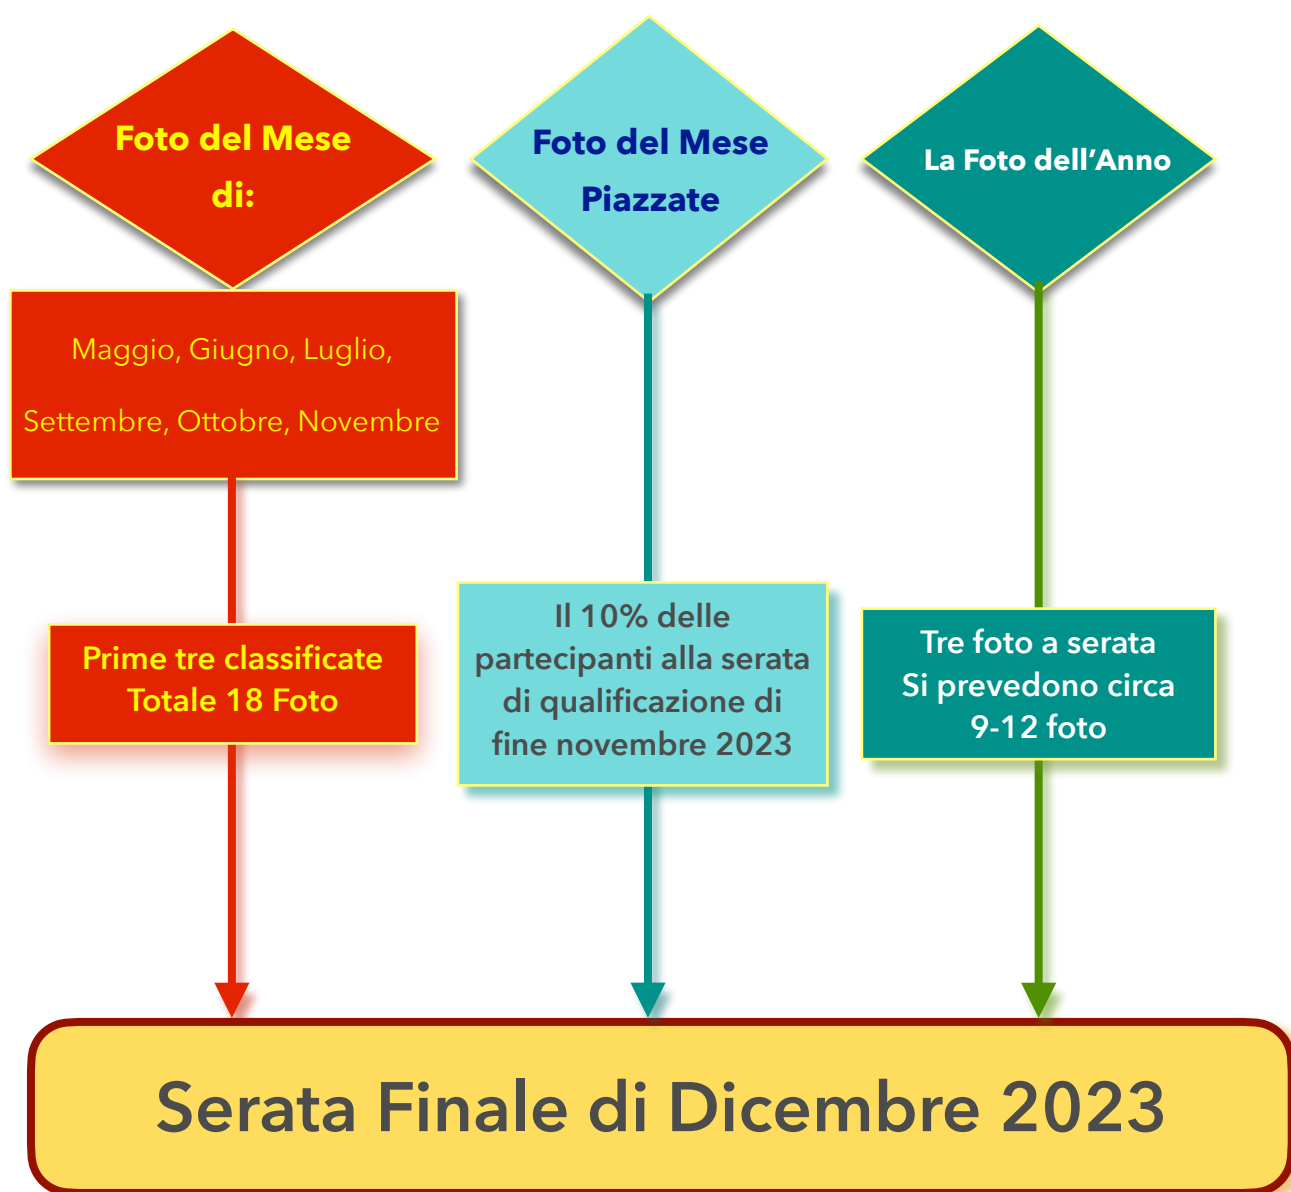 Foto del Mese
di:
Maggio, Giugno, Luglio,
Settembre, Ottobre, Novembre
Prime tre classificate
Totale 18 Foto
Foto del Mese
Piazzate
Il 10% delle
partecipanti alla serata
di qualificazione di
fine novembre 2023
La Foto dell'Anno
Tre foto a serata
Si prevedono circa
9-12 foto
Serata Finale di Dicembre 2023